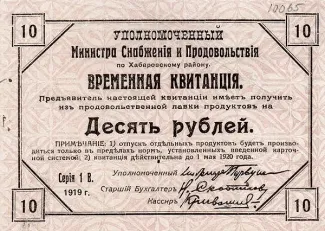 10065
10
УПОЛНОМОЧЕННЫЙ
Министра Снабженія и Продовольствія
по Хабаровскому району.
10
ВРЕМЕННАЯ КВИТАНЦІЯ.
Предъявитель настоящей квитанціи имѣетъ получить
изъ продовольственной лавки продуктовъ на
Десять рублей.
ПРИМѢЧАНІЕ: 1) отпускъ отдѣльныхъ продуктовъ будетъ производиться
только въ предѣлахъ нормъ, установленныхъ введенной карточной
системой; 2) квитанція дѣйствительна до 1 мая 1920 года.
Серія 1 В.
1919 г.
Уполномоченный
Старшій Бухгалтеръ
Кассиръ
10
10